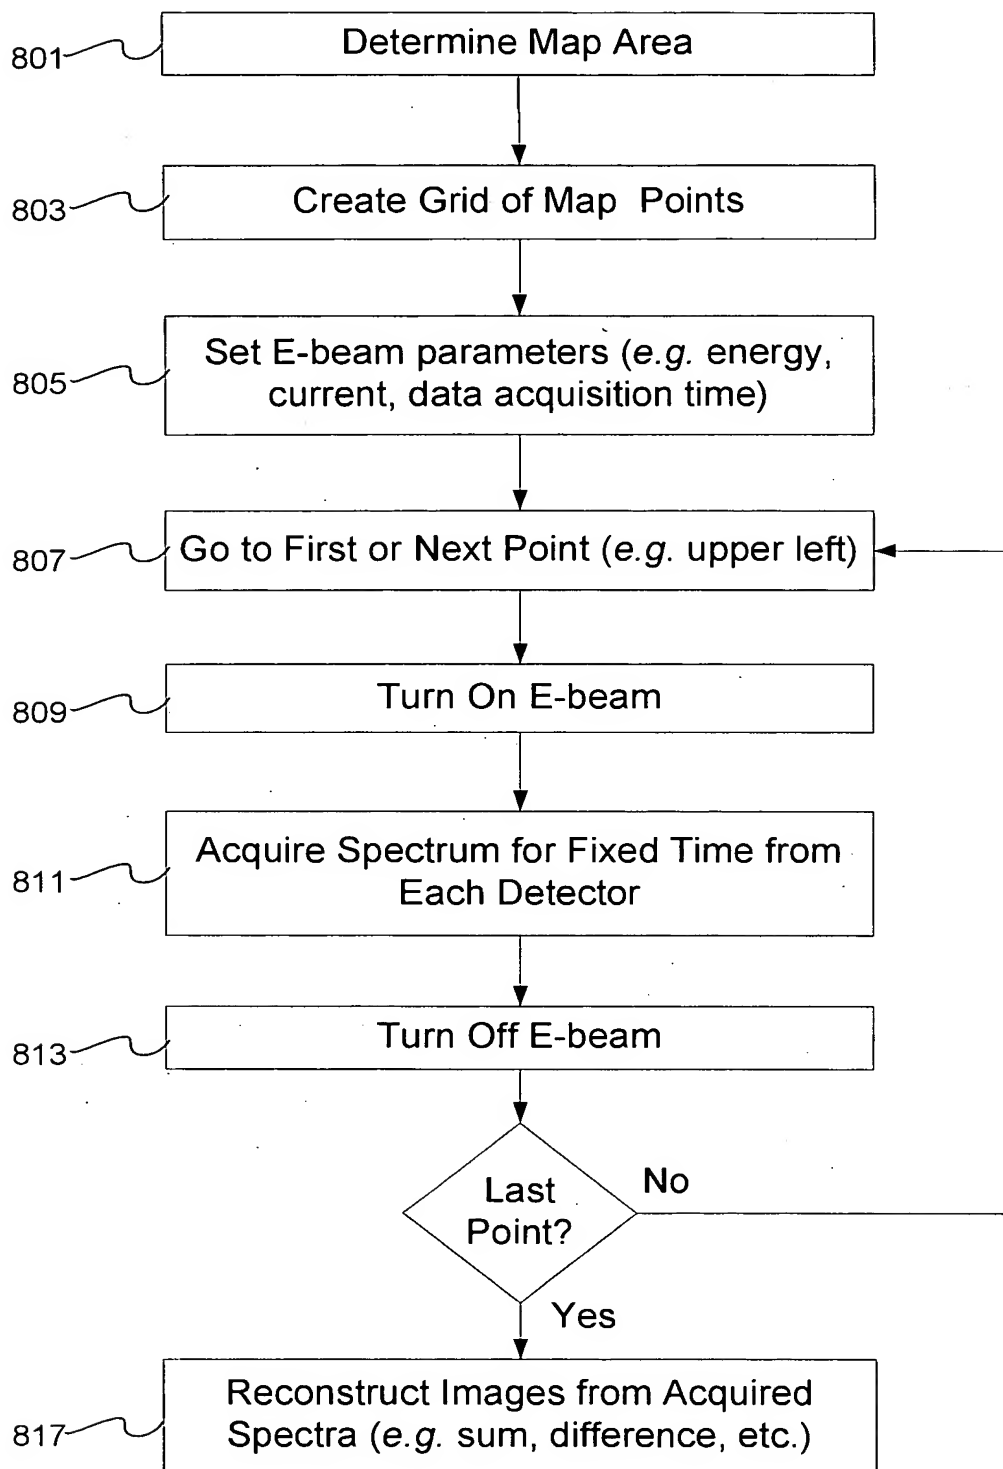 801
Determine Map Area
803
Create Grid of Map Points
805
Set E-beam parameters (e.g. energy,
current, data acquisition time)
807
Go to First or Next Point (e.g. upper left)
809
Turn On E-beam
811
Acquire Spectrum for Fixed Time from
Each Detector
813
Turn Off E-beam
Last
Point?
No
Yes
817
Reconstruct Images from Acquired
Spectra (e.g. sum, difference, etc.)